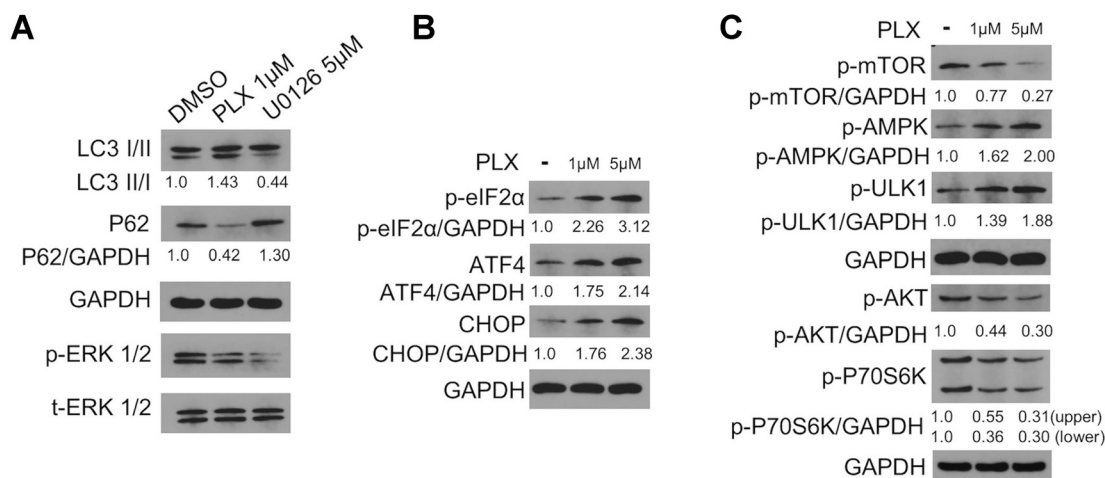 A
DMSO
PLX 1μM
U0126 5μM
LC3 I/II
LC3 II/I 1.0 1.43 0.44
P62
P62/GAPDH 1.0 0.42 1.30
GAPDH
p-ERK 1/2
t-ERK 1/2
B
PLX - 1μM 5μM
p-eIF2α
p-eIF2α/GAPDH 1.0 2.26 3.12
ATF4
ATF4/GAPDH 1.0 1.75 2.14
CHOP
CHOP/GAPDH 1.0 1.76 2.38
GAPDH
C
PLX - 1μM 5μM
p-mTOR
p-mTOR/GAPDH 1.0 0.77 0.27
p-AMPK
p-AMPK/GAPDH 1.0 1.62 2.00
p-ULK1
p-ULK1/GAPDH 1.0 1.39 1.88
GAPDH
p-AKT
p-AKT/GAPDH 1.0 0.44 0.30
p-P70S6K
1.0 0.55 0.31(upper)
p-P70S6K/GAPDH 1.0 0.36 0.30 (lower)
GAPDH